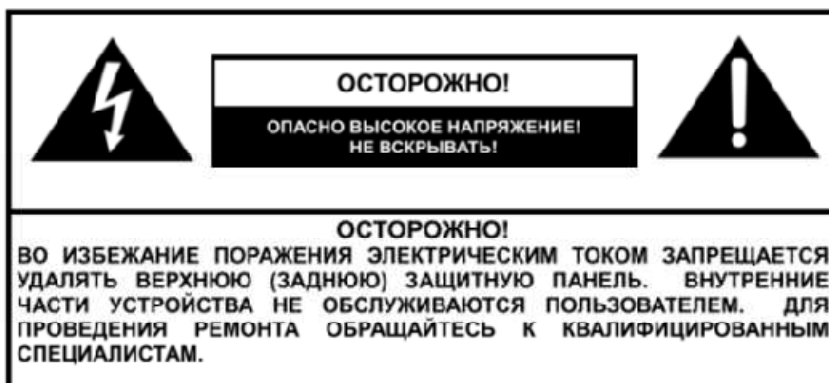 ОСТОРОЖНО!
ОПАСНО ВЫСОКОЕ НАПРЯЖЕНИЕ!
НЕ ВСКРЫВАТЬ!
ОСТОРОЖНО!
ВО ИЗБЕЖАНИЕ ПОРАЖЕНИЯ ЭЛЕКТРИЧЕСКИМ ТОКОМ ЗАПРЕЩАЕТСЯ
УДАЛЯТЬ ВЕРХНЮЮ (ЗАДНЮЮ) ЗАЩИТНУЮ ПАНЕЛЬ. ВНУТРЕННИЕ
ЧАСТИ УСТРОЙСТВА НЕ ОБСЛУЖИВАЮТСЯ ПОЛЬЗОВАТЕЛЕМ. ДЛЯ
ПРОВЕДЕНИЯ РЕМОНТА ОБРАЩАЙТЕСЬ К КВАЛИФИЦИРОВАННЫМ
СПЕЦИАЛИСТАМ.